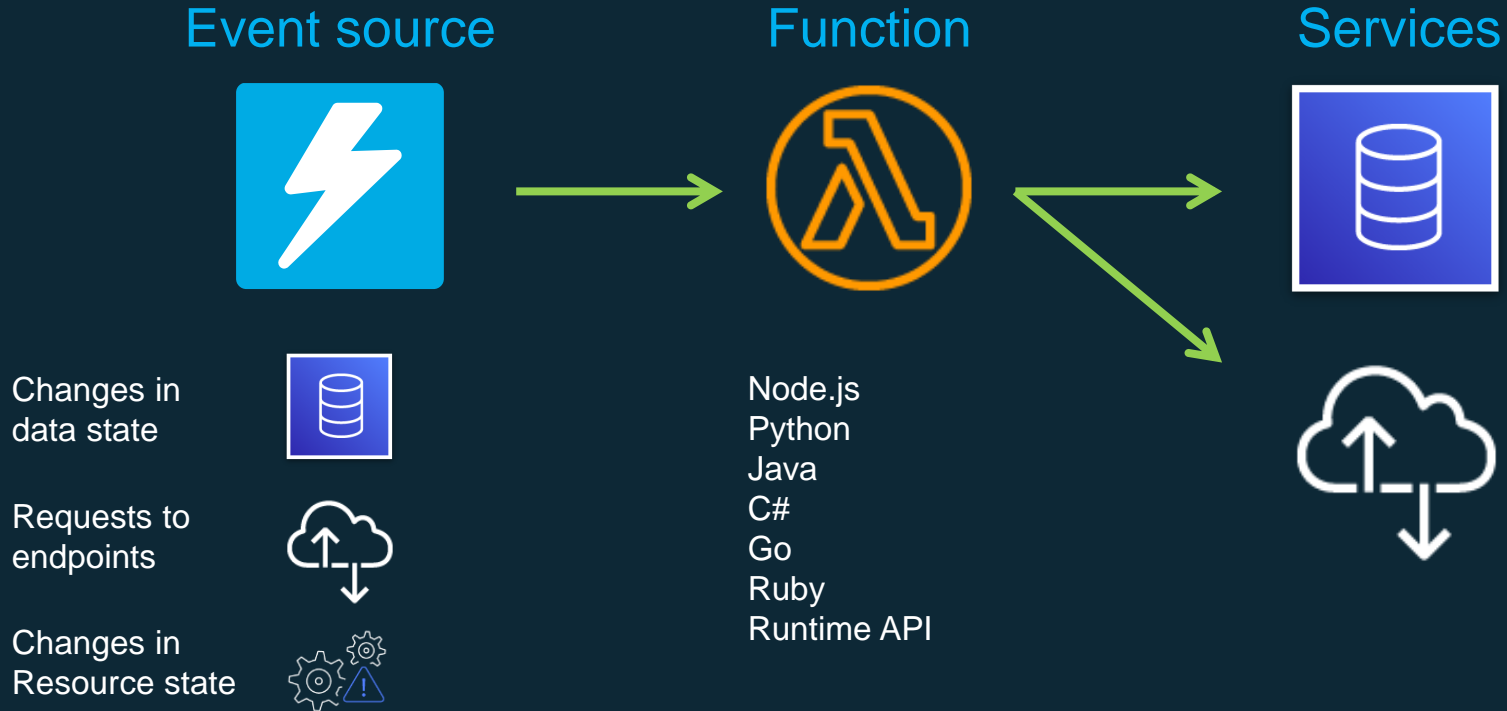 Event source
Function
Services
Changes in
data state
Requests to
endpoints
Changes in
Resource state
Node.js
Python
Java
C#
Go
Ruby
Runtime API